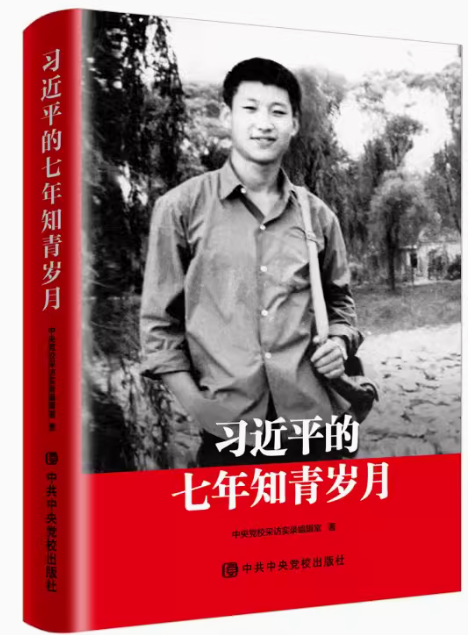 习近平的七年知青岁月
中央党校采访实录编辑室 著
中共中央党校出版社
习近平的
七年知青岁月
中央党校采访实录编辑室 著
中共中央党校出版社